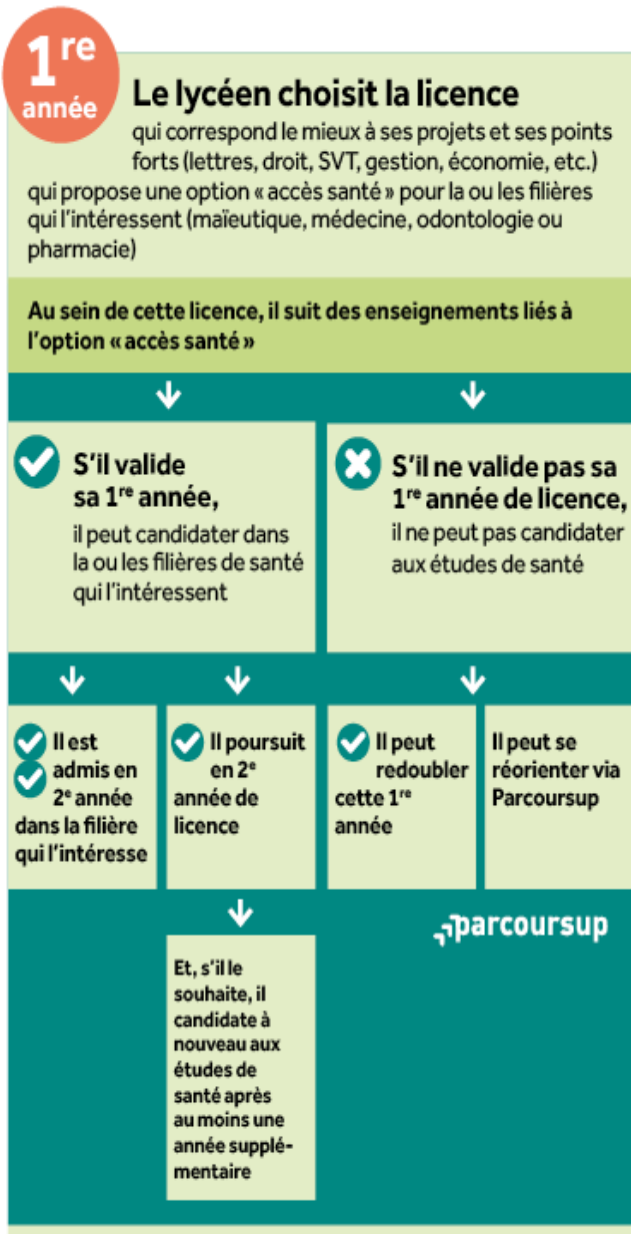 1re
année
Le lycéen choisit la licence
qui correspond le mieux à ses projets et ses points
forts (lettres, droit, SVT, gestion, économie, etc.)
qui propose une option « accès santé » pour la ou les filières
qui l'intéressent (maïeutique, médecine, odontologie ou
pharmacie)
Au sein de cette licence, il suit des enseignements liés à
l'option « accès santé »
S'il valide
sa 1re année,
il peut candidater dans
la ou les filières de santé
qui l'intéressent
S'il ne valide pas sa
1re année de licence,
il ne peut pas candidater
aux études de santé
Il est
admis en
2e année
dans la filière
qui l'intéresse
Il poursuit
en 2e
année de
licence
Il peut
redoubler
cette 1re
année
Il peut se
réorienter via
Parcoursup
parcoursup
Et, s'il le
souhaite, il
candidate à
nouveau aux
études de
santé après
au moins une
année supplé-
mentaire